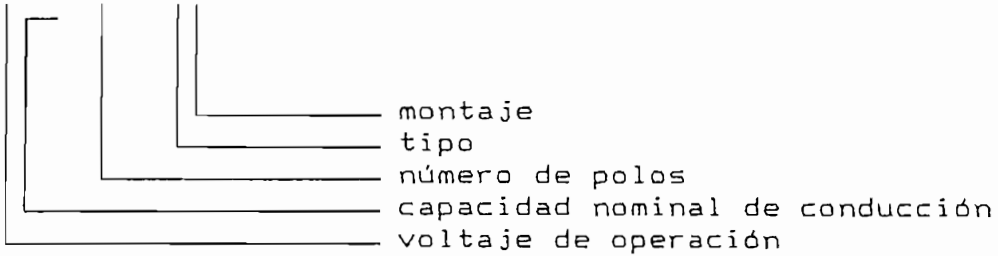 montaje
tipo
número de polos
capacidad nominal de conducción
voltaje de operación